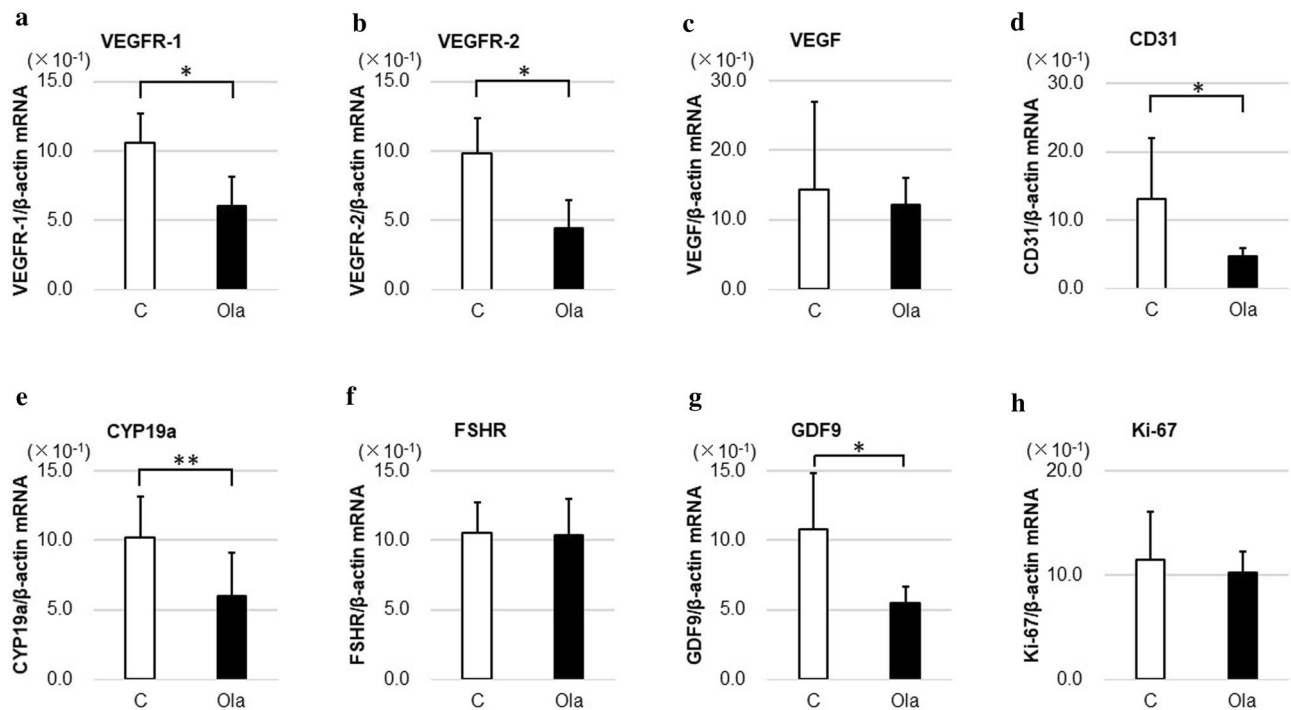 a
VEGFR-1
(×10⁻¹)
VEGFR-1/β-actin mRNA
15.0
10.0
5.0
0.0
*
C Ola
b
VEGFR-2
(×10⁻¹)
VEGFR-2/β-actin mRNA
15.0
10.0
5.0
0.0
*
C Ola
c
VEGF
(×10⁻¹)
VEGF/β-actin mRNA
30.0
20.0
10.0
0.0
C Ola
d
CD31
(×10⁻¹)
CD31/β-actin mRNA
30.0
20.0
10.0
0.0
*
C Ola
e
CYP19a
(×10⁻¹)
CYP19a/β-actin mRNA
15.0
10.0
5.0
0.0
**
C Ola
f
FSHR
(×10⁻¹)
FSHR/β-actin mRNA
15.0
10.0
5.0
0.0
C Ola
g
GDF9
(×10⁻¹)
GDF9/β-actin mRNA
15.0
10.0
5.0
0.0
*
C Ola
h
Ki-67
(×10⁻¹)
Ki-67/β-actin mRNA
20.0
10.0
0.0
C Ola